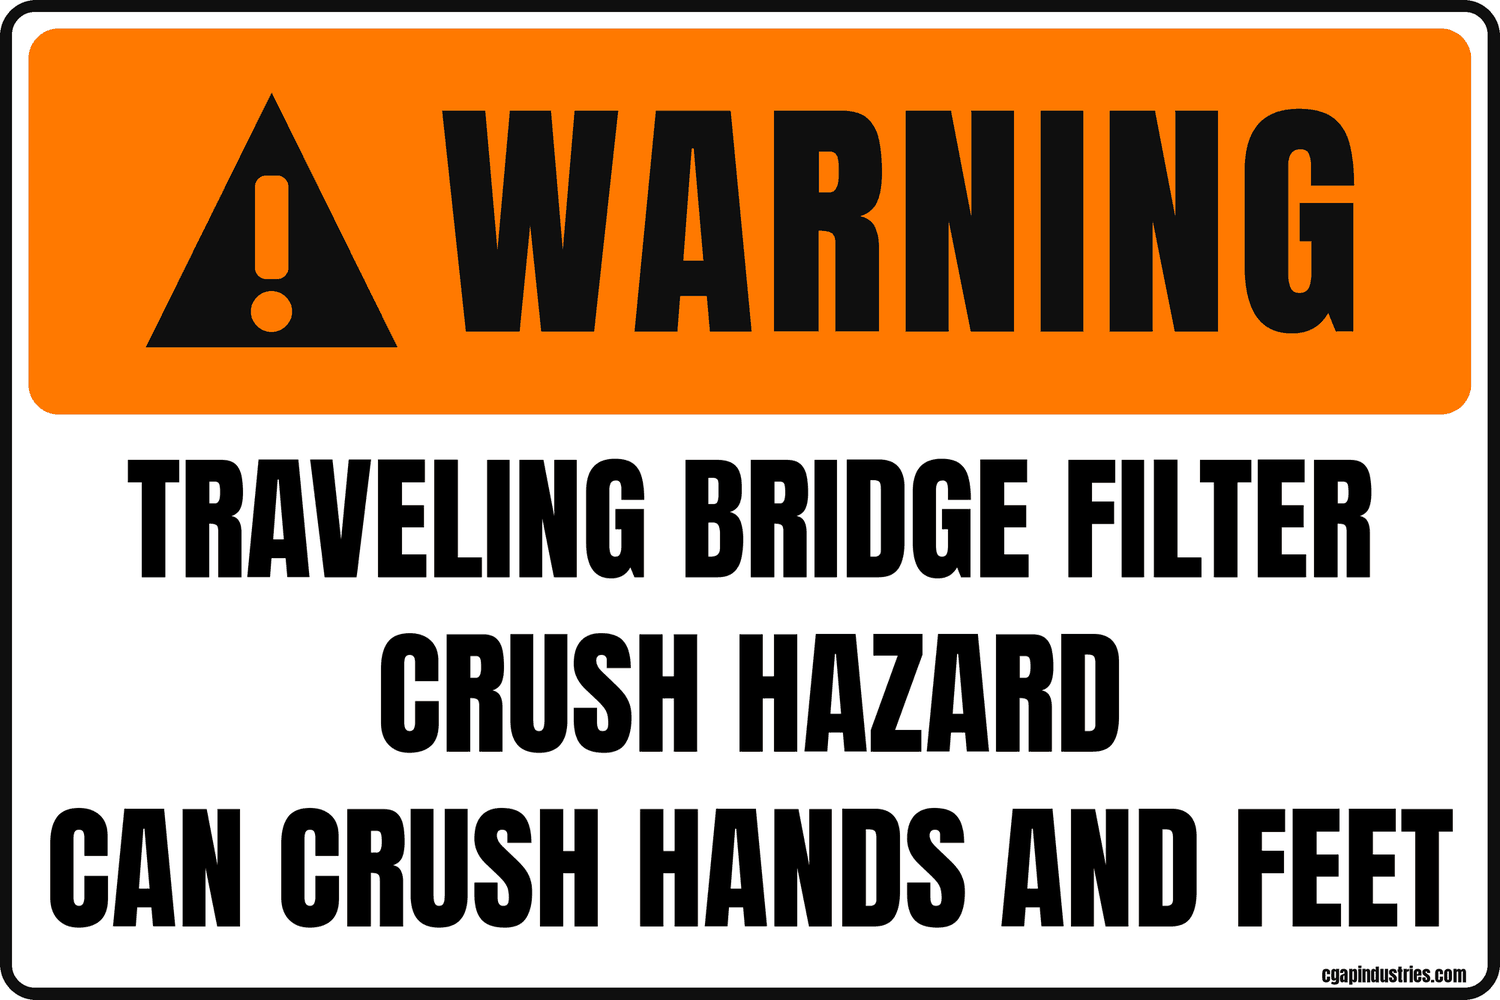 WARNING
TRAVELING BRIDGE FILTER
CRUSH HAZARD
CAN CRUSH HANDS AND FEET
cgapindustries.com